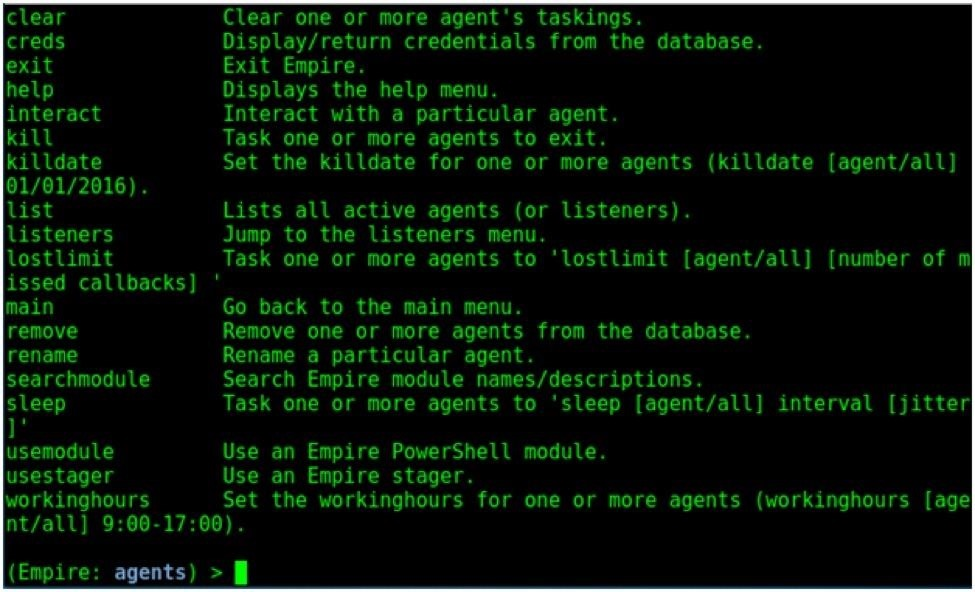 clear Clear one or more agent's taskings.
creds Display/return credentials from the database.
exit Exit Empire.
help Displays the help menu.
interact Interact with a particular agent.
kill Task one or more agents to exit.
killdate Set the killdate for one or more agents (killdate [agent/all]
01/01/2016).
list Lists all active agents (or listeners).
listeners Jump to the listeners menu.
lostlimit Task one or more agents to 'lostlimit [agent/all] [number of m
issed callbacks] '
main Go back to the main menu.
remove Remove one or more agents from the database.
rename Rename a particular agent.
searchmodule Search Empire module names/descriptions.
sleep Task one or more agents to 'sleep [agent/all] interval [jitter
]'
usemodule Use an Empire PowerShell module.
usestager Use an Empire stager.
workinghours Set the workinghours for one or more agents (workinghours [age
nt/all] 9:00-17:00).
(Empire: agents) >